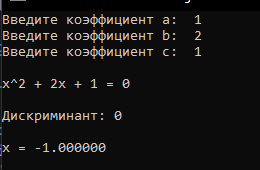 Введите коэффициент a:  1
Введите коэффициент b:  2
Введите коэффициент c:  1
x^2 + 2x + 1 = 0
Дискриминант: 0
x = -1.000000